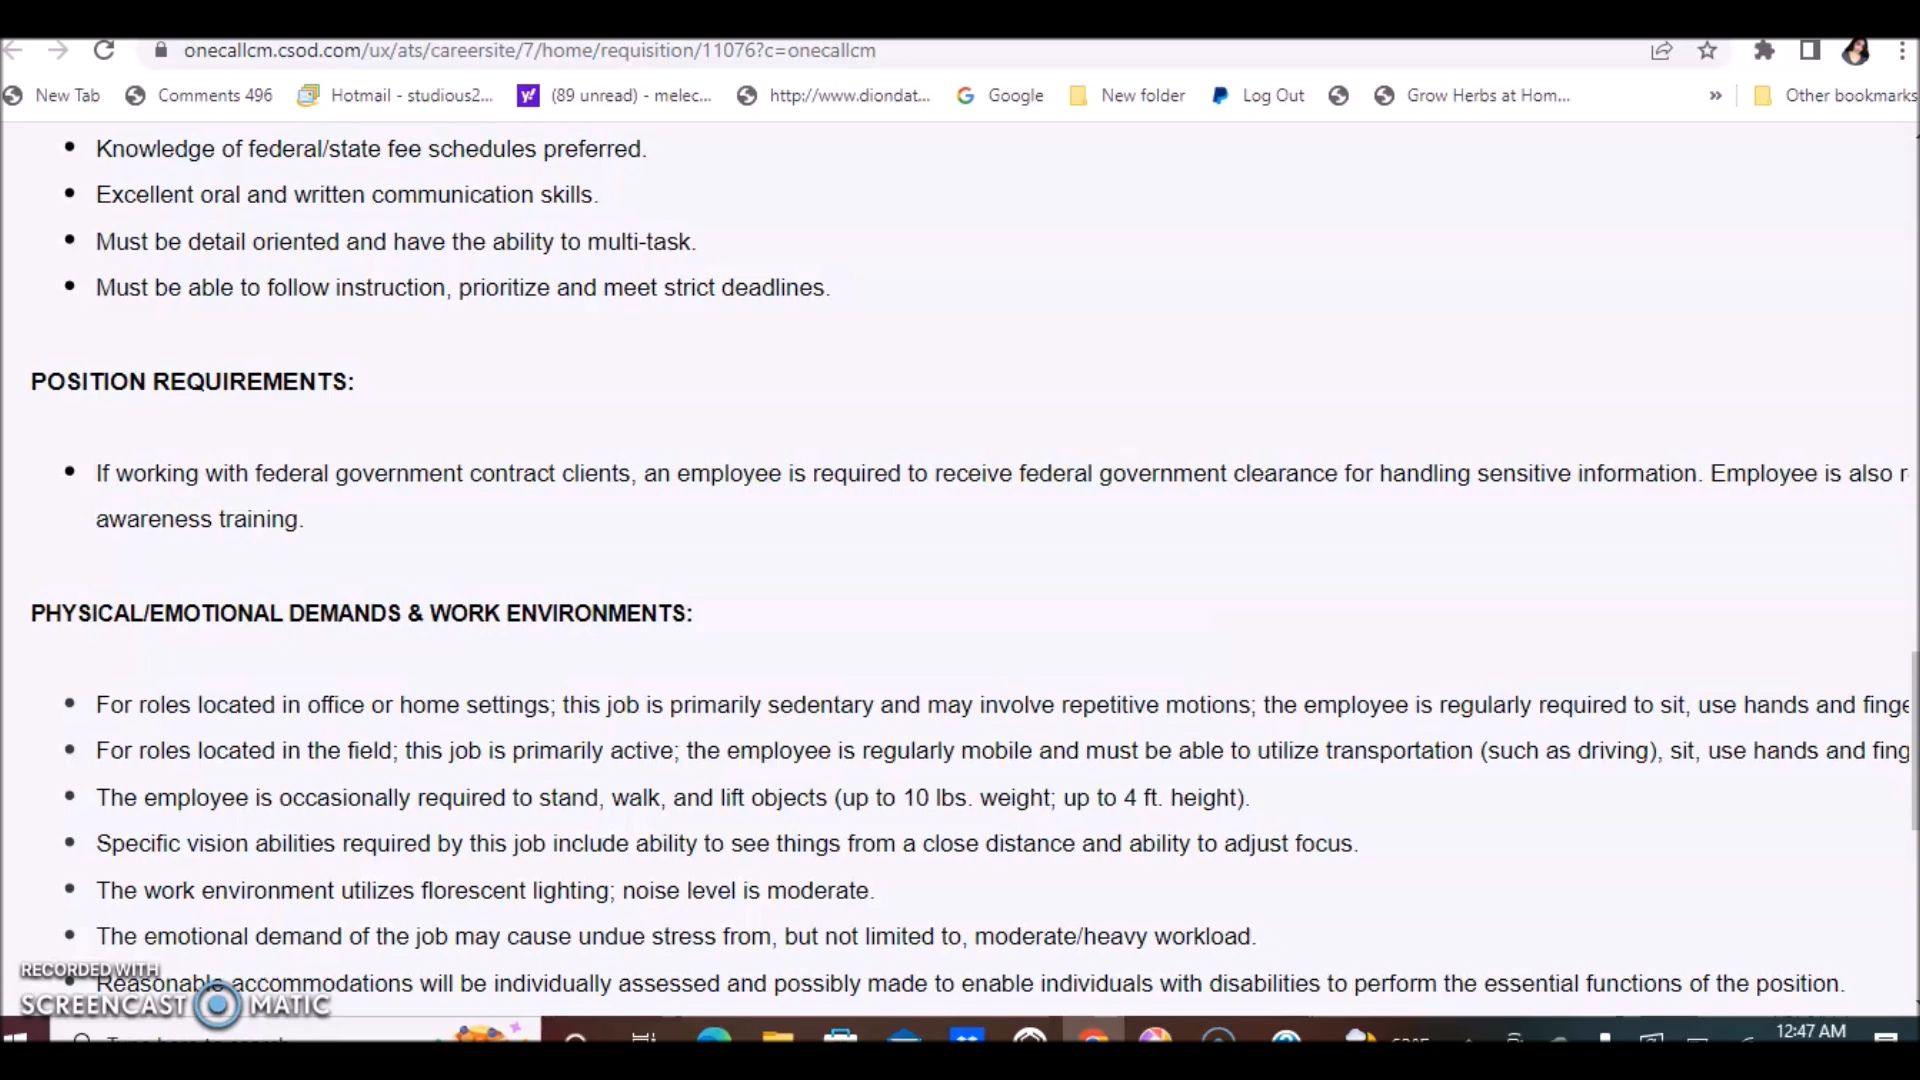 onecallcm.csod.com/ux/ats/careersite/7/home/requisition/11076?c=onecallcm
New Tab Comments 496 Hotmail - studious2... (89 unread) - melec... http://www.diondat... Google New folder Log Out Grow Herbs at Hom... » Other bookmarks
• Knowledge of federal/state fee schedules preferred.
• Excellent oral and written communication skills.
• Must be detail oriented and have the ability to multi-task.
• Must be able to follow instruction, prioritize and meet strict deadlines.
POSITION REQUIREMENTS:
• If working with federal government contract clients, an employee is required to receive federal government clearance for handling sensitive information. Employee is also
awareness training.
PHYSICAL/EMOTIONAL DEMANDS & WORK ENVIRONMENTS:
• For roles located in office or home settings; this job is primarily sedentary and may involve repetitive motions; the employee is regularly required to sit, use hands and finge
• For roles located in the field; this job is primarily active; the employee is regularly mobile and must be able to utilize transportation (such as driving), sit, use hands and fing
• The employee is occasionally required to stand, walk, and lift objects (up to 10 lbs. weight; up to 4 ft. height).
• Specific vision abilities required by this job include ability to see things from a close distance and ability to adjust focus.
• The work environment utilizes florescent lighting; noise level is moderate.
• The emotional demand of the job may cause undue stress from, but not limited to, moderate/heavy workload.
• Reasonable accommodations will be individually assessed and possibly made to enable individuals with disabilities to perform the essential functions of the position.
RECORDED WITH
SCREENCAST MATIC
12:47 AM